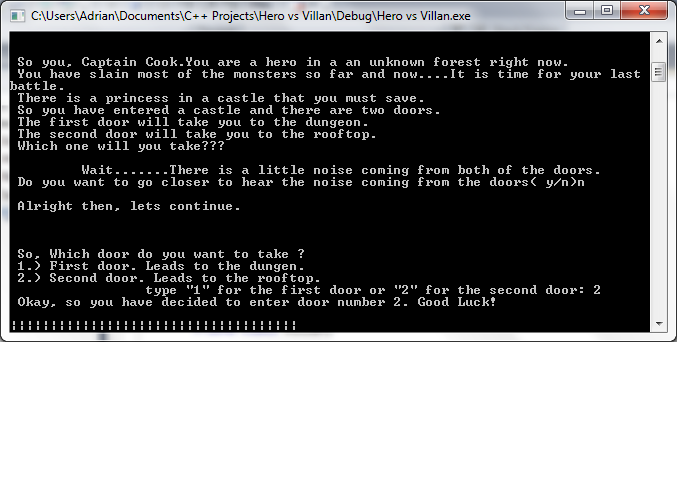 C:\Users\Adrian\Documents\C++ Projects\Hero vs Villan\Debug\Hero vs Villan.exe
So you, Captain Cook.You are a hero in a an unknown forest right now.
You have slain most of the monsters so far and now....It is time for your last
battle.
There is a princess in a castle that you must save.
So you have entered a castle and there are two doors.
The first door will take you to the dungeon.
The second door will take you to the rooftop.
Which one will you take???
Wait.......There is a little noise coming from both of the doors.
Do you want to go closer to hear the noise coming from the doors( y/n)n
Alright then, lets continue.
So, Which door do you want to take ?
1.) First door. Leads to the dungen.
2.) Second door. Leads to the rooftop.
type "1" for the first door or "2" for the second door: 2
Okay, so you have decided to enter door number 2. Good Luck!
¦¦¦¦¦¦¦¦¦¦¦¦¦¦¦¦¦¦¦¦¦¦¦¦¦¦¦¦¦¦¦¦¦¦¦¦